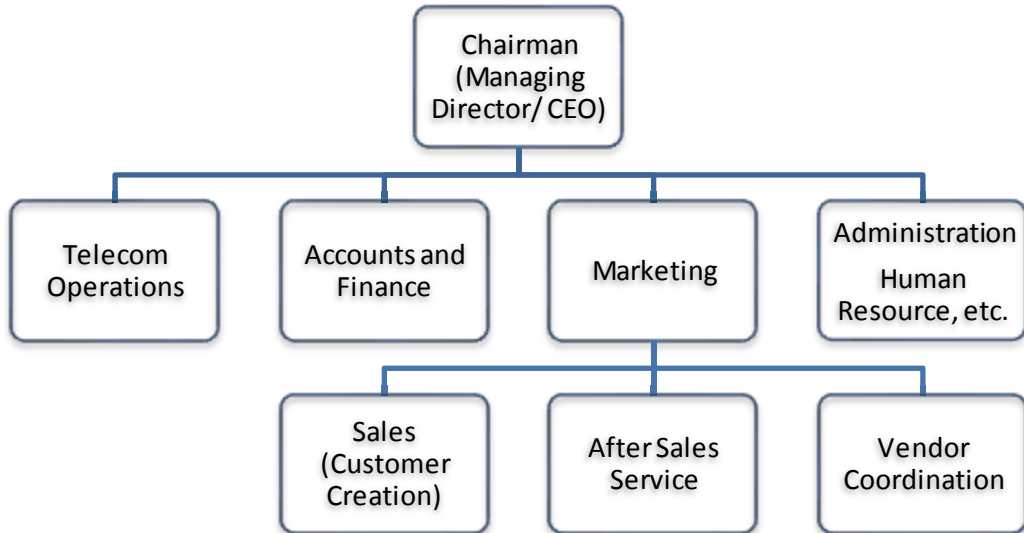 Chairman
(Managing
Director/ CEO)
Telecom
Operations
Accounts and
Finance
Marketing
Administration
Human
Resource, etc.
Sales
(Customer
Creation)
After Sales
Service
Vendor
Coordination